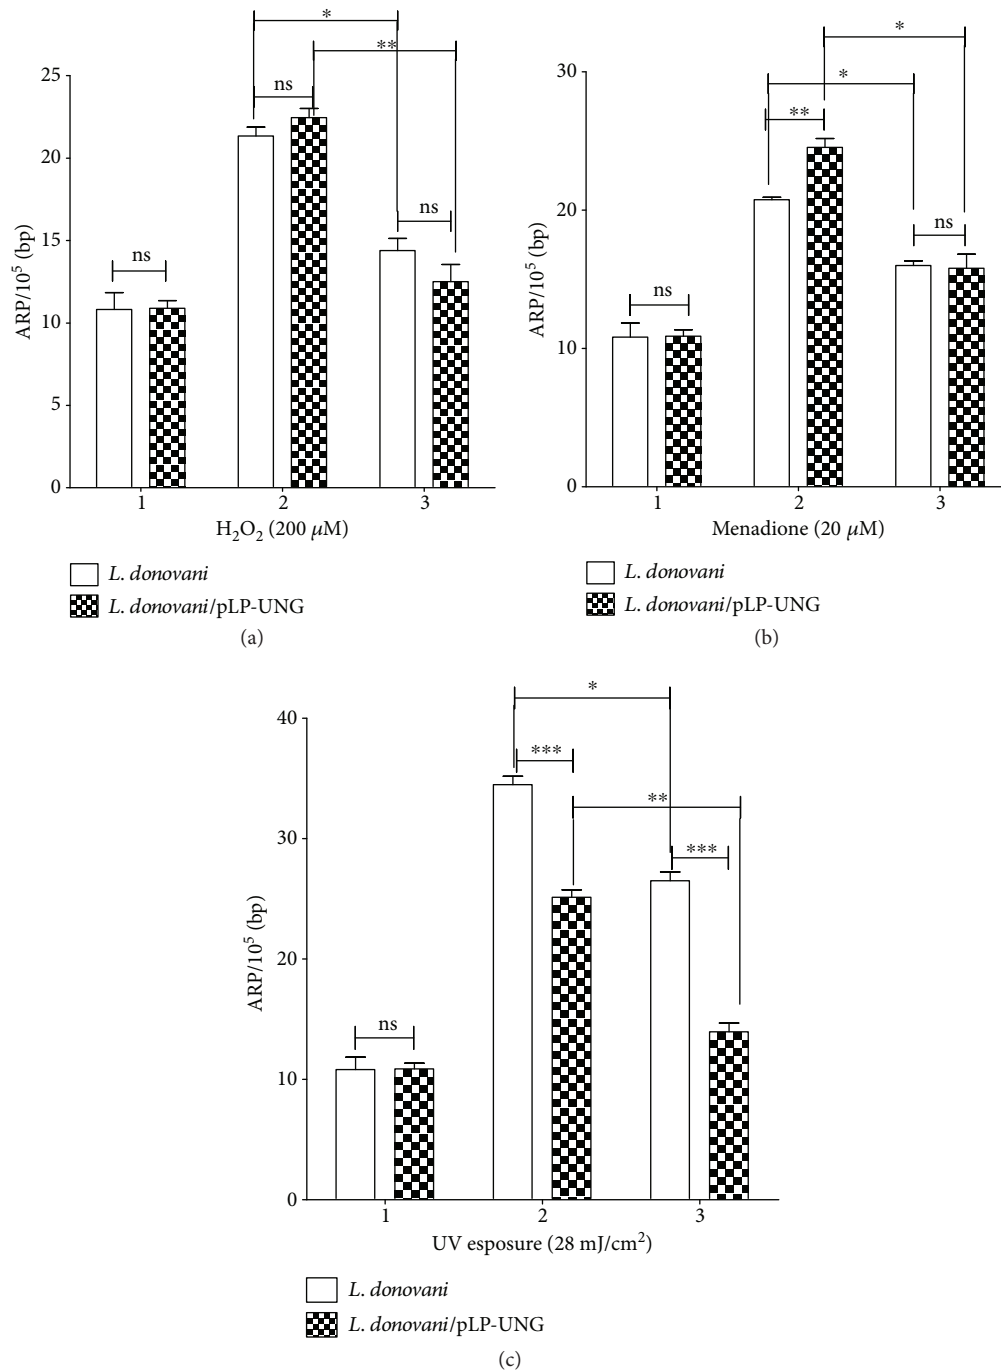 *
**
25
ns
20
ns
15
ns
10
5
0
ARP/10⁵ (bp)
1 2 3
H₂O₂ (200 µM)
L. donovani
L. donovani/pLP-UNG
(a)
*
*
30
**
20
ns
ns
10
0
ARP/10⁵ (bp)
1 2 3
Menadione (20 µM)
L. donovani
L. donovani/pLP-UNG
(b)
*
40
***
**
30
***
20
ns
10
0
ARP/10⁵ (bp)
1 2 3
UV esposure (28 mJ/cm²)
L. donovani
L. donovani/pLP-UNG
(c)